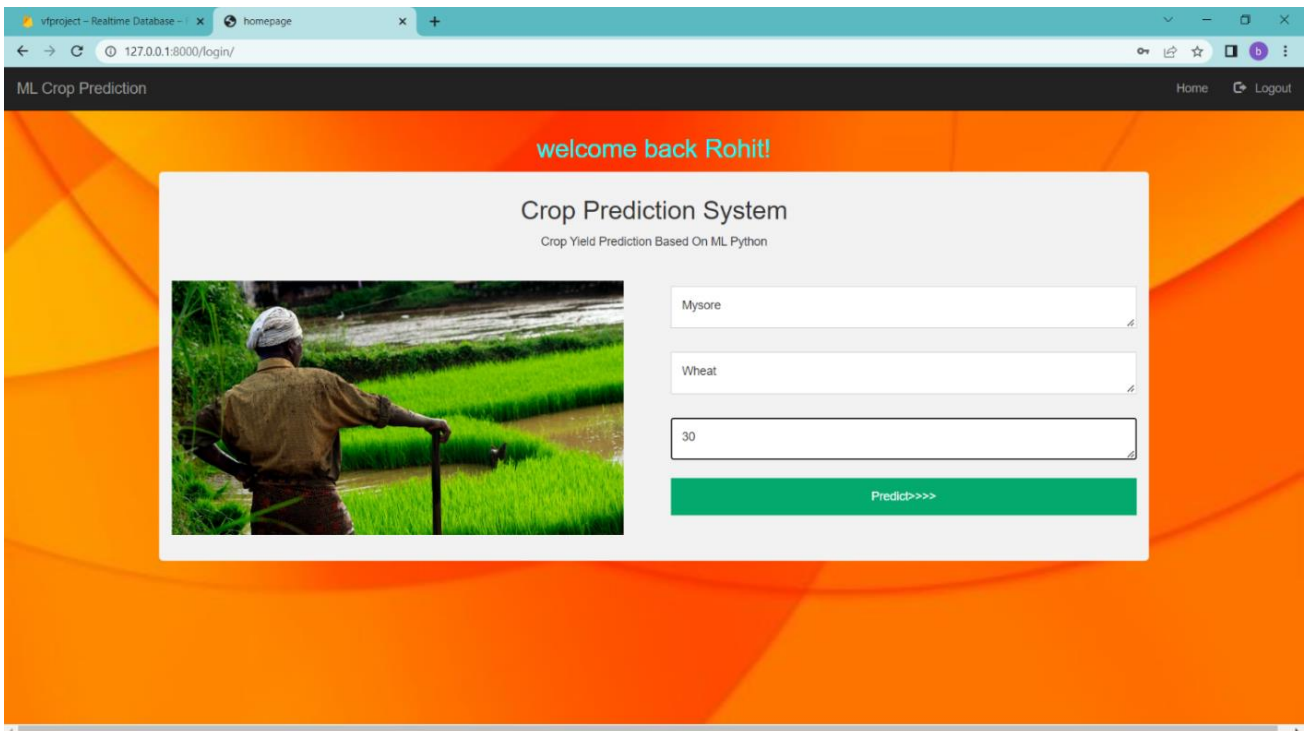 vfproject – Realtime Database –
homepage
127.0.0.1:8000/login/
b
ML Crop Prediction
Home
Logout
welcome back Rohit!
Crop Prediction System
Crop Yield Prediction Based On ML Python
Mysore
Wheat
30
Predict>>>>